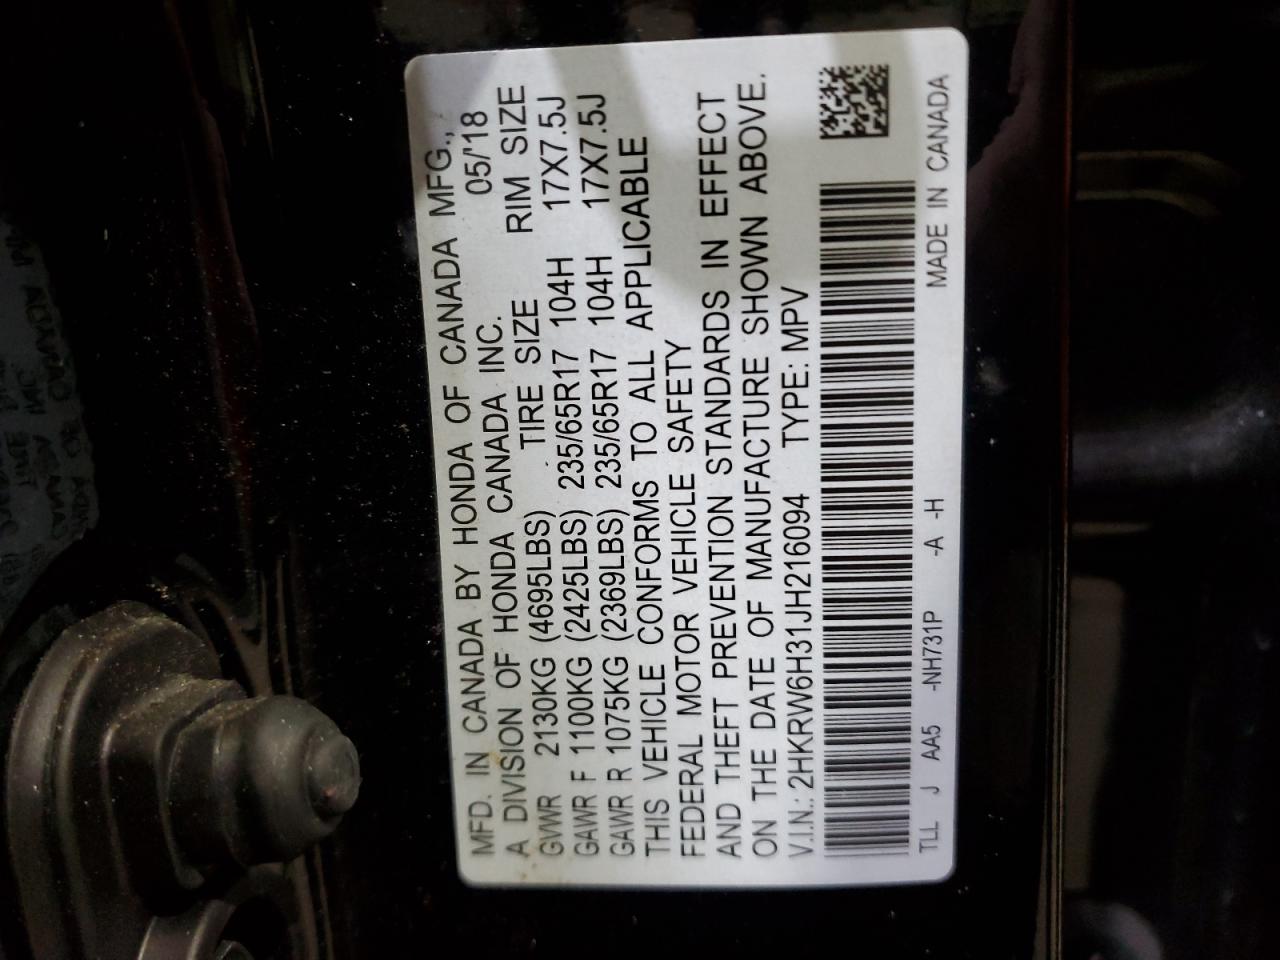 MFD. IN CANADA BY HONDA OF CANADA MFG.,
A DIVISION OF HONDA CANADA INC. 05/'18
GVWR 2130KG (4695LBS) TIRE SIZE RIM SIZE
GAWR F 1100KG (2425LBS) 235/65R17 104H 17X7.5J
GAWR R 1075KG (2369LBS) 235/65R17 104H 17X7.5J
THIS VEHICLE CONFORMS TO ALL APPLICABLE
FEDERAL MOTOR VEHICLE SAFETY
AND THEFT PREVENTION STANDARDS IN EFFECT
ON THE DATE OF MANUFACTURE SHOWN ABOVE.
V.I.N.: 2HKRW6H31JH216094 TYPE: MPV
TLL J AA5 -NH731P -A -H MADE IN CANADA